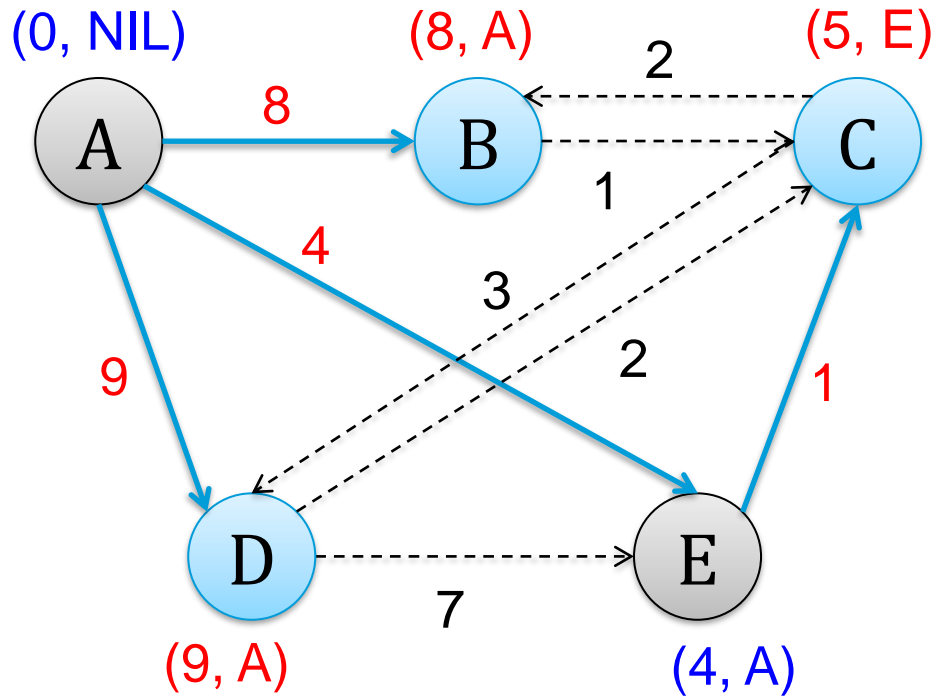 (0, NIL)
(8, A)
(5, E)
2
8
A
B
C
1
4
3
2
9
1
D
E
7
(9, A)
(4, A)